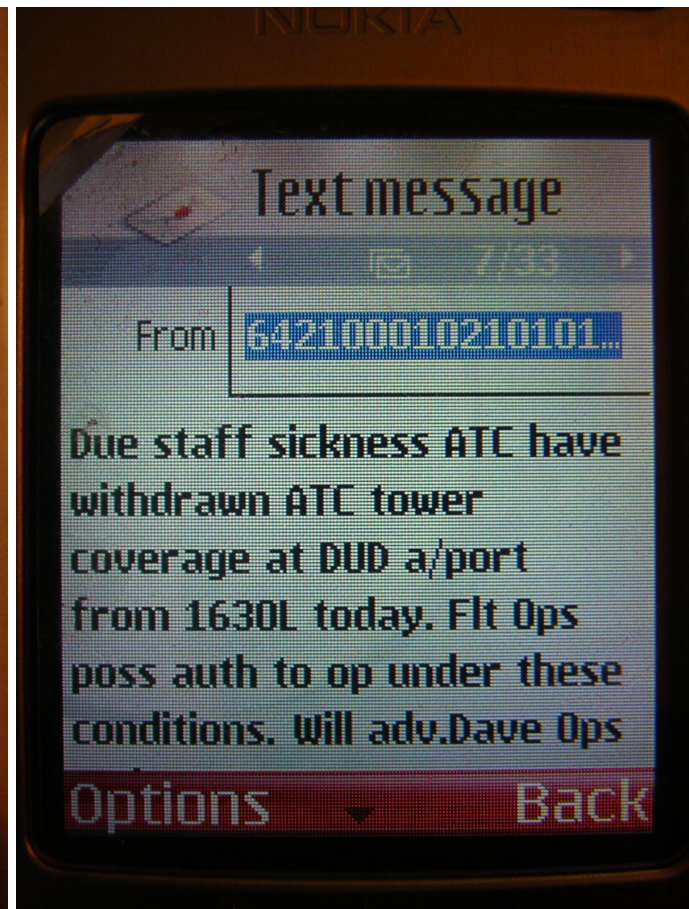 NOKIA
Text message
7/33
From 642100010210101...
Due staff sickness ATC have
withdrawn ATC tower
coverage at DUD a/port
from 1630L today. Flt Ops
poss auth to op under these
conditions. Will adv.Dave Ops
Options Back